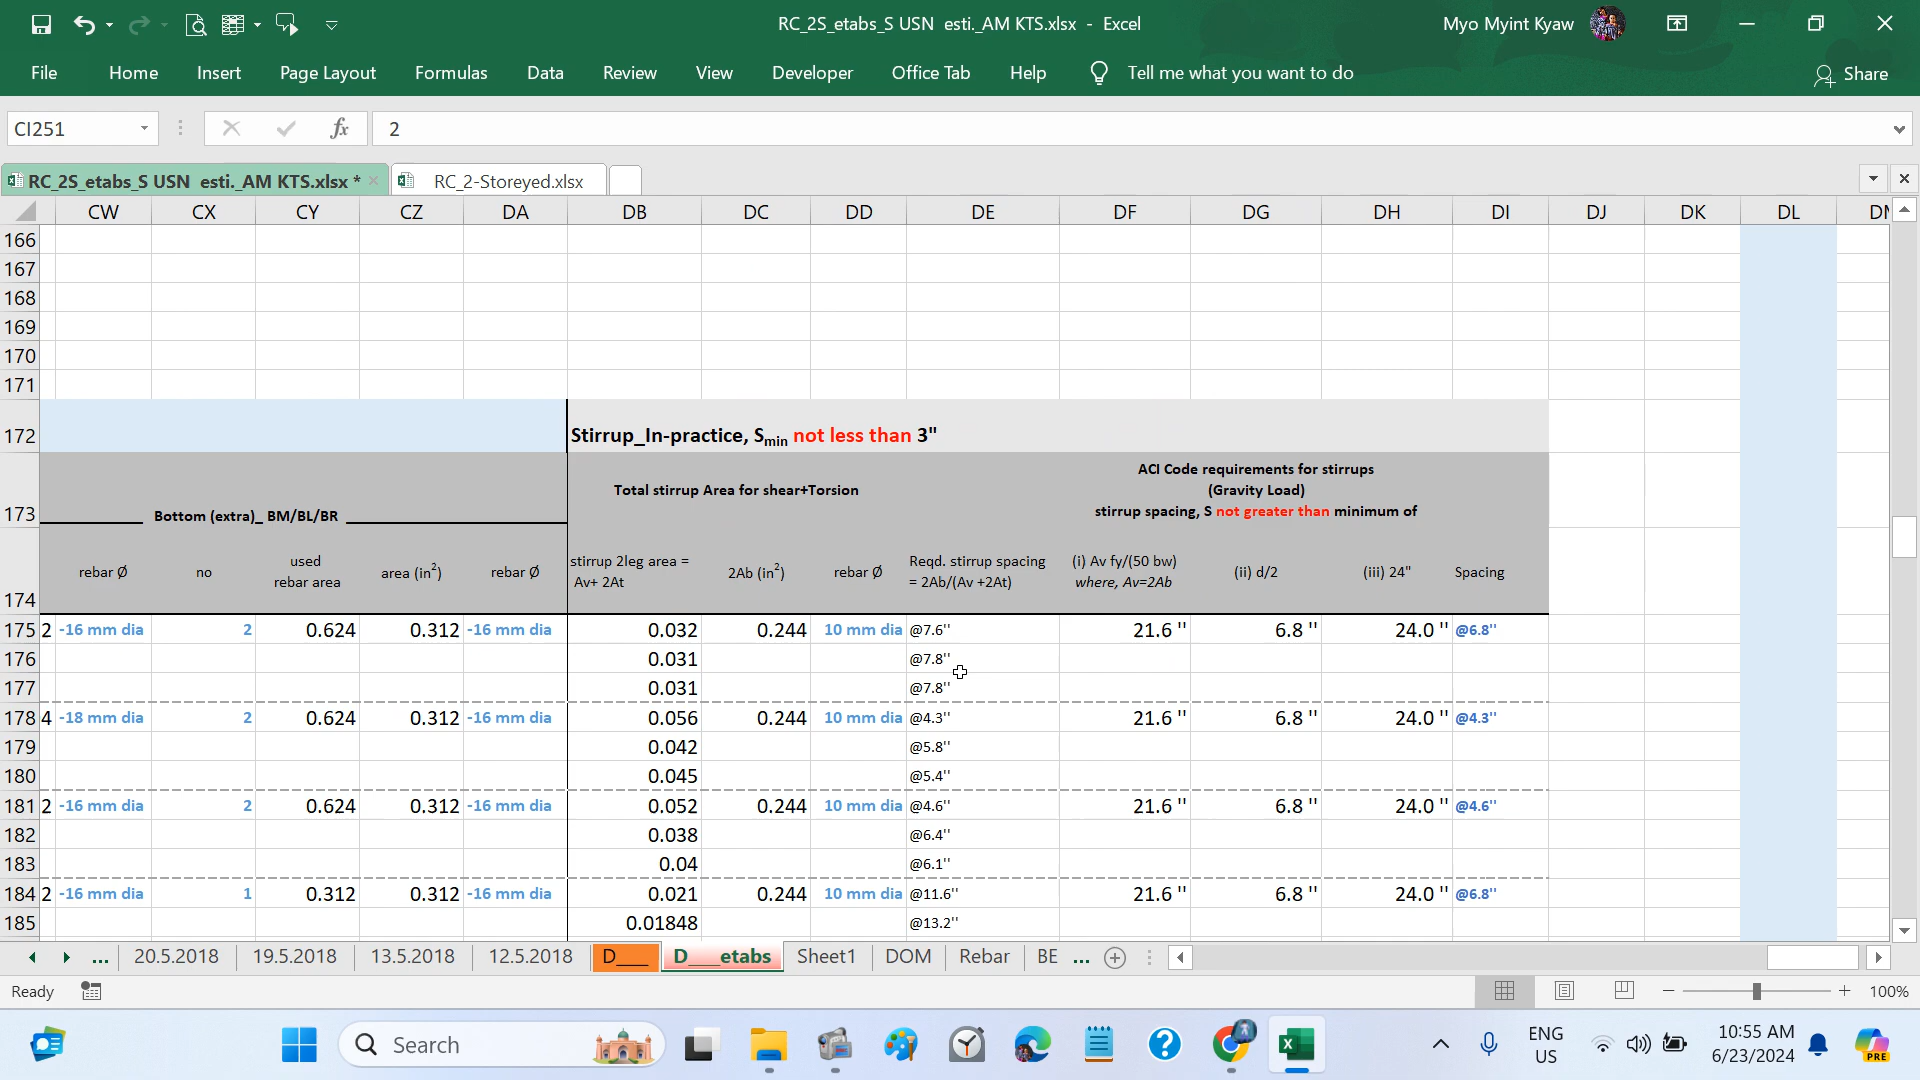 RC_2S_etabs_S USN  esti._AM KTS.xlsx  -  Excel
Myo Myint Kyaw
File Home Insert Page Layout Formulas Data Review View Developer Office Tab Help Tell me what you want to do Share
CI251 fx 2
RC_2S_etabs_S USN  esti._AM KTS.xlsx * RC_2-Storeyed.xlsx
CW CX CY CZ DA DB DC DD DE DF DG DH DI DJ DK DL
166
167
168
169
170
171
172 Stirrup_In-practice, Smin not less than 3"
173 Bottom (extra)_ BM/BL/BR Total stirrup Area for shear+Torsion ACI Code requirements for stirrups
(Gravity Load)
stirrup spacing, S not greater than minimum of
174 rebar Ø no used rebar area area (in²) rebar Ø stirrup 2leg area = Av+ 2At 2Ab (in²) rebar Ø Reqd. stirrup spacing = 2Ab/(Av +2At) (i) Av fy/(50 bw) where, Av=2Ab (ii) d/2 (iii) 24" Spacing
175 2 -16 mm dia 2 0.624 0.312 -16 mm dia 0.032 0.244 10 mm dia @7.6'' 21.6 '' 6.8 '' 24.0 '' @6.8''
176 0.031 @7.8''
177 0.031 @7.8''
178 4 -18 mm dia 2 0.624 0.312 -16 mm dia 0.056 0.244 10 mm dia @4.3'' 21.6 '' 6.8 '' 24.0 '' @4.3''
179 0.042 @5.8''
180 0.045 @5.4''
181 2 -16 mm dia 2 0.624 0.312 -16 mm dia 0.052 0.244 10 mm dia @4.6'' 21.6 '' 6.8 '' 24.0 '' @4.6''
182 0.038 @6.4''
183 0.04 @6.1''
184 2 -16 mm dia 1 0.312 0.312 -16 mm dia 0.021 0.244 10 mm dia @11.6'' 21.6 '' 6.8 '' 24.0 '' @6.8''
185 0.01848 @13.2''
... 20.5.2018 19.5.2018 13.5.2018 12.5.2018 D___ D___etabs Sheet1 DOM Rebar BE ...
Ready 100%
Search
ENG
US
10:55 AM
6/23/2024
PRE